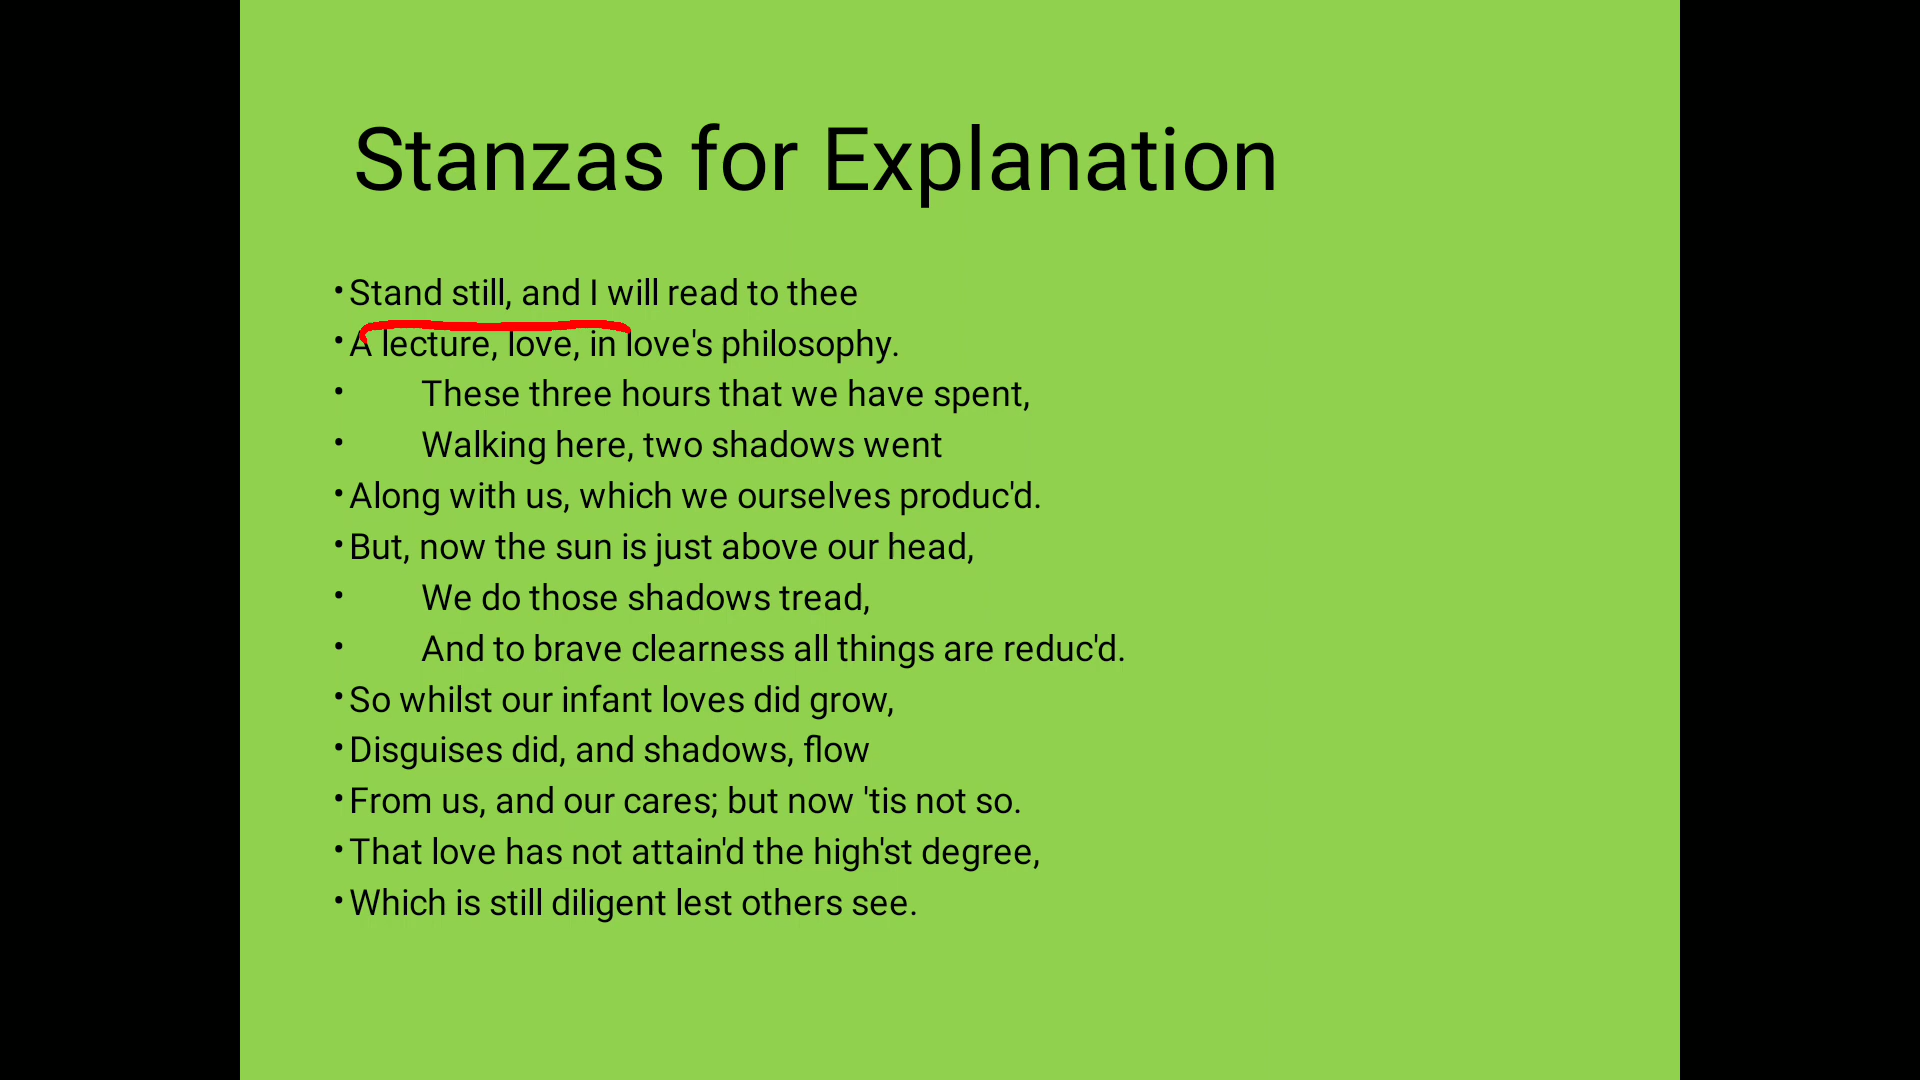 Stanzas for Explanation
•Stand still, and I will read to thee
•A lecture, love, in love's philosophy.
• These three hours that we have spent,
• Walking here, two shadows went
•Along with us, which we ourselves produc'd.
•But, now the sun is just above our head,
• We do those shadows tread,
• And to brave clearness all things are reduc'd.
•So whilst our infant loves did grow,
•Disguises did, and shadows, flow
•From us, and our cares; but now 'tis not so.
•That love has not attain'd the high'st degree,
•Which is still diligent lest others see.